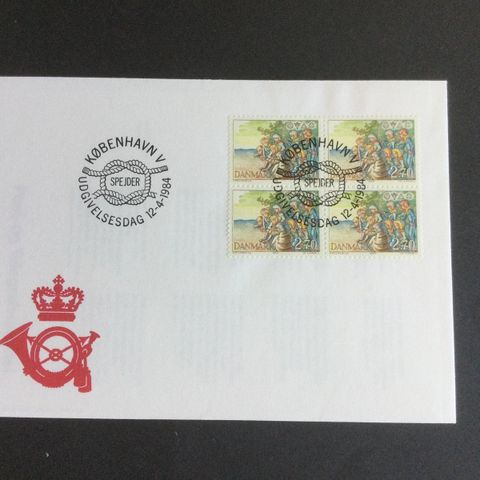 KØBENHAVN V
SPEJDER
UDGIVELSESDAG 12-4-1984
KØBENHAVN V
SPEJDER
UDGIVELSESDAG 12-4-1984
DANMARK
2.70
DANMARK
2.70
DANMARK
2.70
DANMARK
2.70